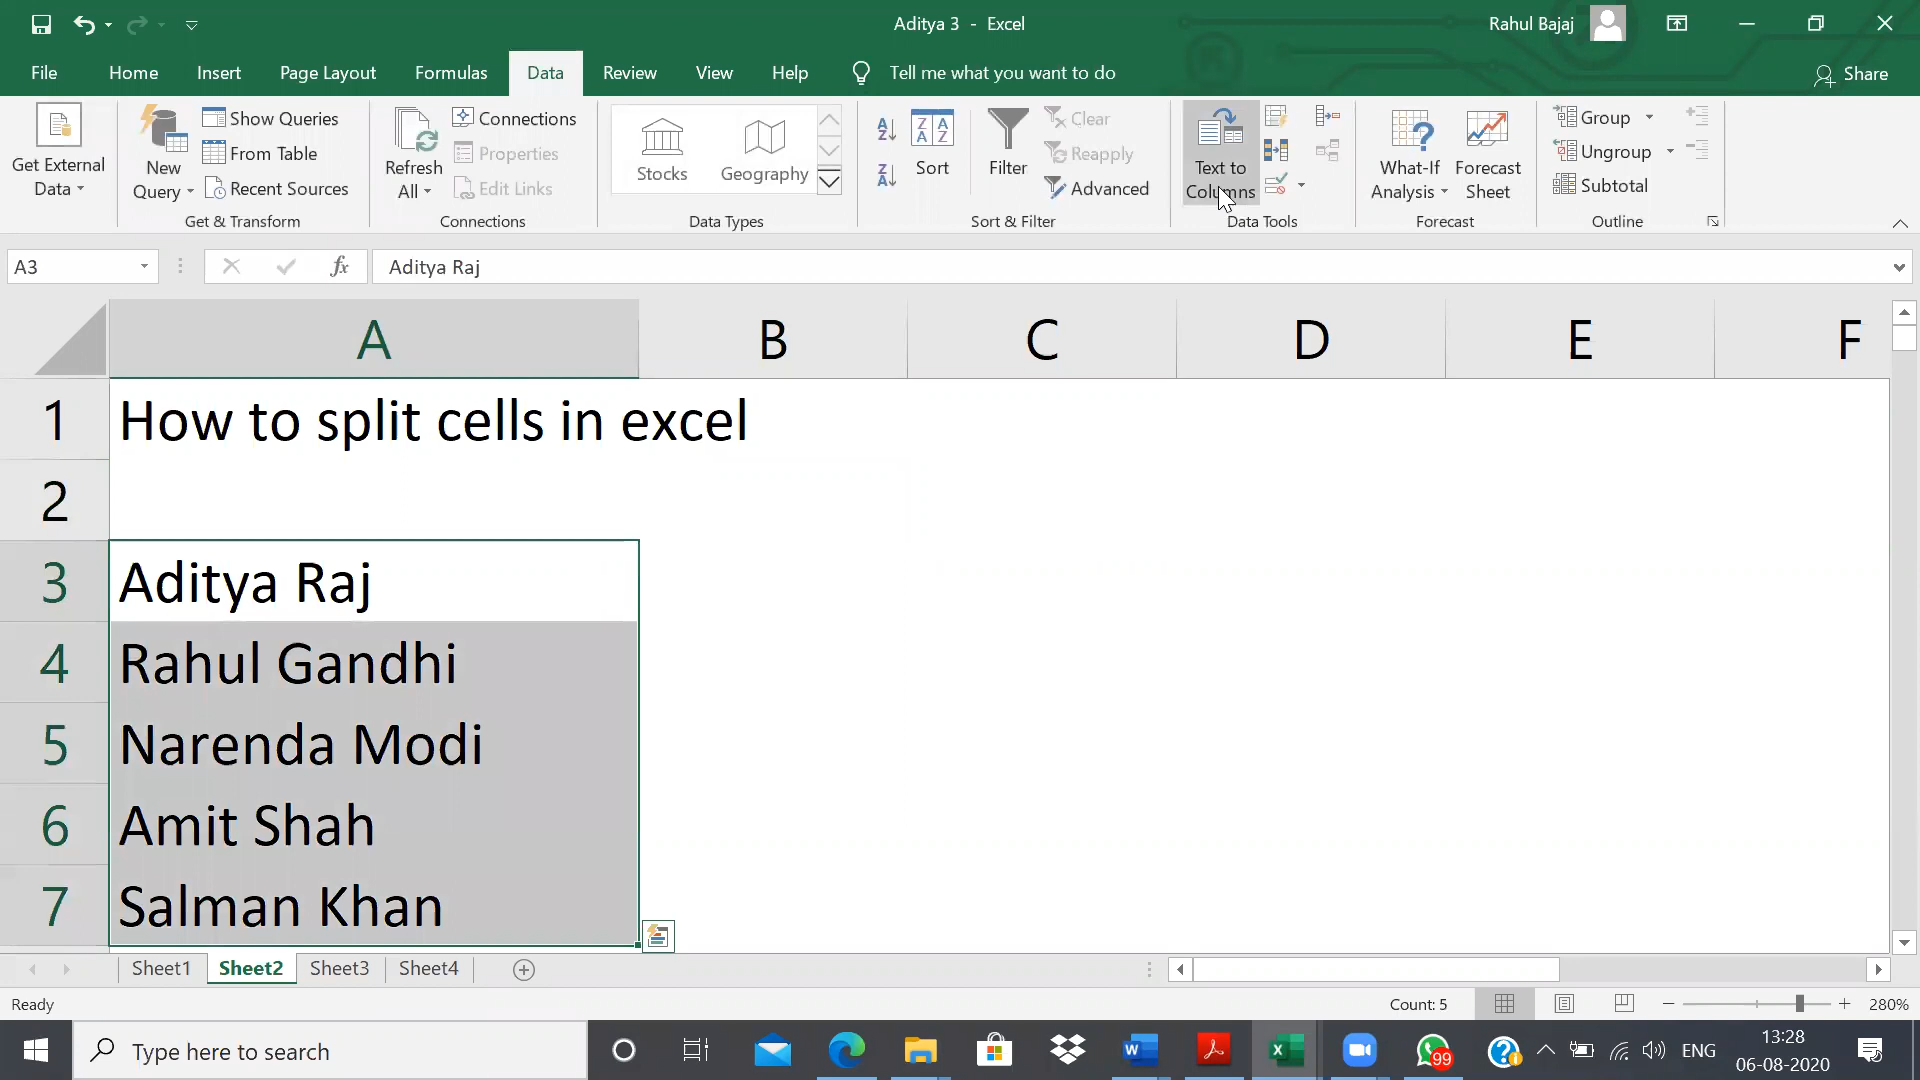 Aditya 3 - Excel
Rahul Bajaj
File Home Insert Page Layout Formulas Data Review View Help Tell me what you want to do Share
Get External Data
New Query
Show Queries
From Table
Recent Sources
Get & Transform
Refresh All
Connections
Properties
Edit Links
Connections
Stocks
Geography
Data Types
Sort
Filter
Clear
Reapply
Advanced
Sort & Filter
Text to Columns
Data Tools
What-If Analysis
Forecast Sheet
Forecast
Group
Ungroup
Subtotal
Outline
A3 fx Aditya Raj
A B C D E F
1 How to split cells in excel
2
3 Aditya Raj
4 Rahul Gandhi
5 Narenda Modi
6 Amit Shah
7 Salman Khan
Sheet1 Sheet2 Sheet3 Sheet4
Ready Count: 5 280%
Type here to search
99
ENG
13:28
06-08-2020